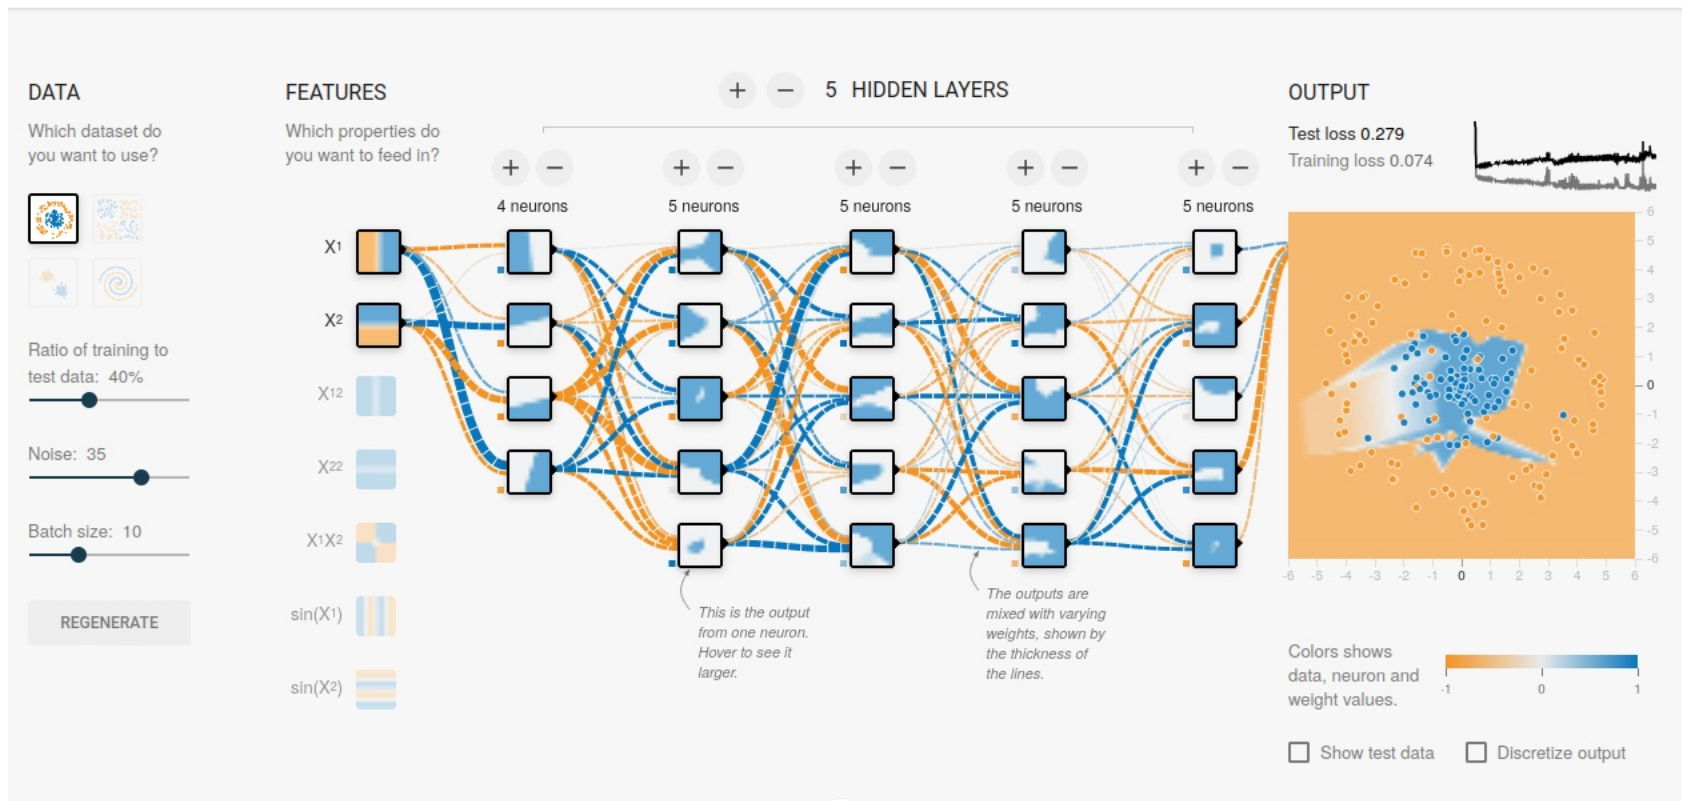 DATA
Which dataset do
you want to use?
Ratio of training to
test data: 40%
Noise: 35
Batch size: 10
REGENERATE
FEATURES
Which properties do
you want to feed in?
X1
X2
X12
X22
X1X2
sin(X1)
sin(X2)
+ − 5 HIDDEN LAYERS
+ − + − + − + − + −
4 neurons 5 neurons 5 neurons 5 neurons 5 neurons
This is the output
from one neuron.
Hover to see it
larger.
The outputs are
mixed with varying
weights, shown by
the thickness of
the lines.
OUTPUT
Test loss 0.279
Training loss 0.074
6
5
4
3
2
1
0
-1
-2
-3
-4
-5
-6
-6 -5 -4 -3 -2 -1 0 1 2 3 4 5 6
Colors shows
data, neuron and
weight values.
-1 0 1
Show test data
Discretize output